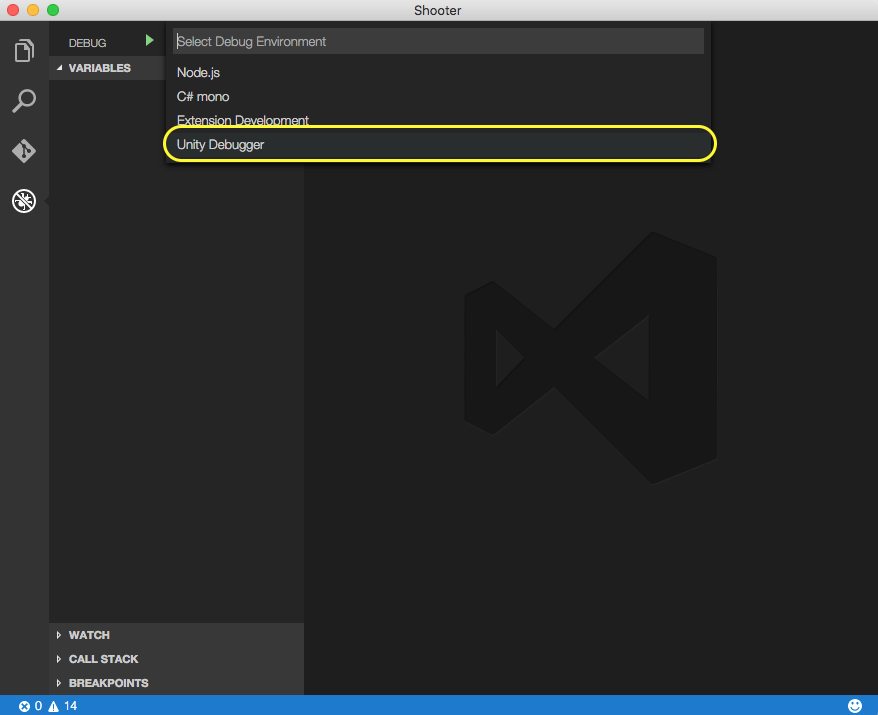 Shooter
DEBUG
Select Debug Environment
VARIABLES
Node.js
C# mono
Extension Development
Unity Debugger
WATCH
CALL STACK
BREAKPOINTS
0 14